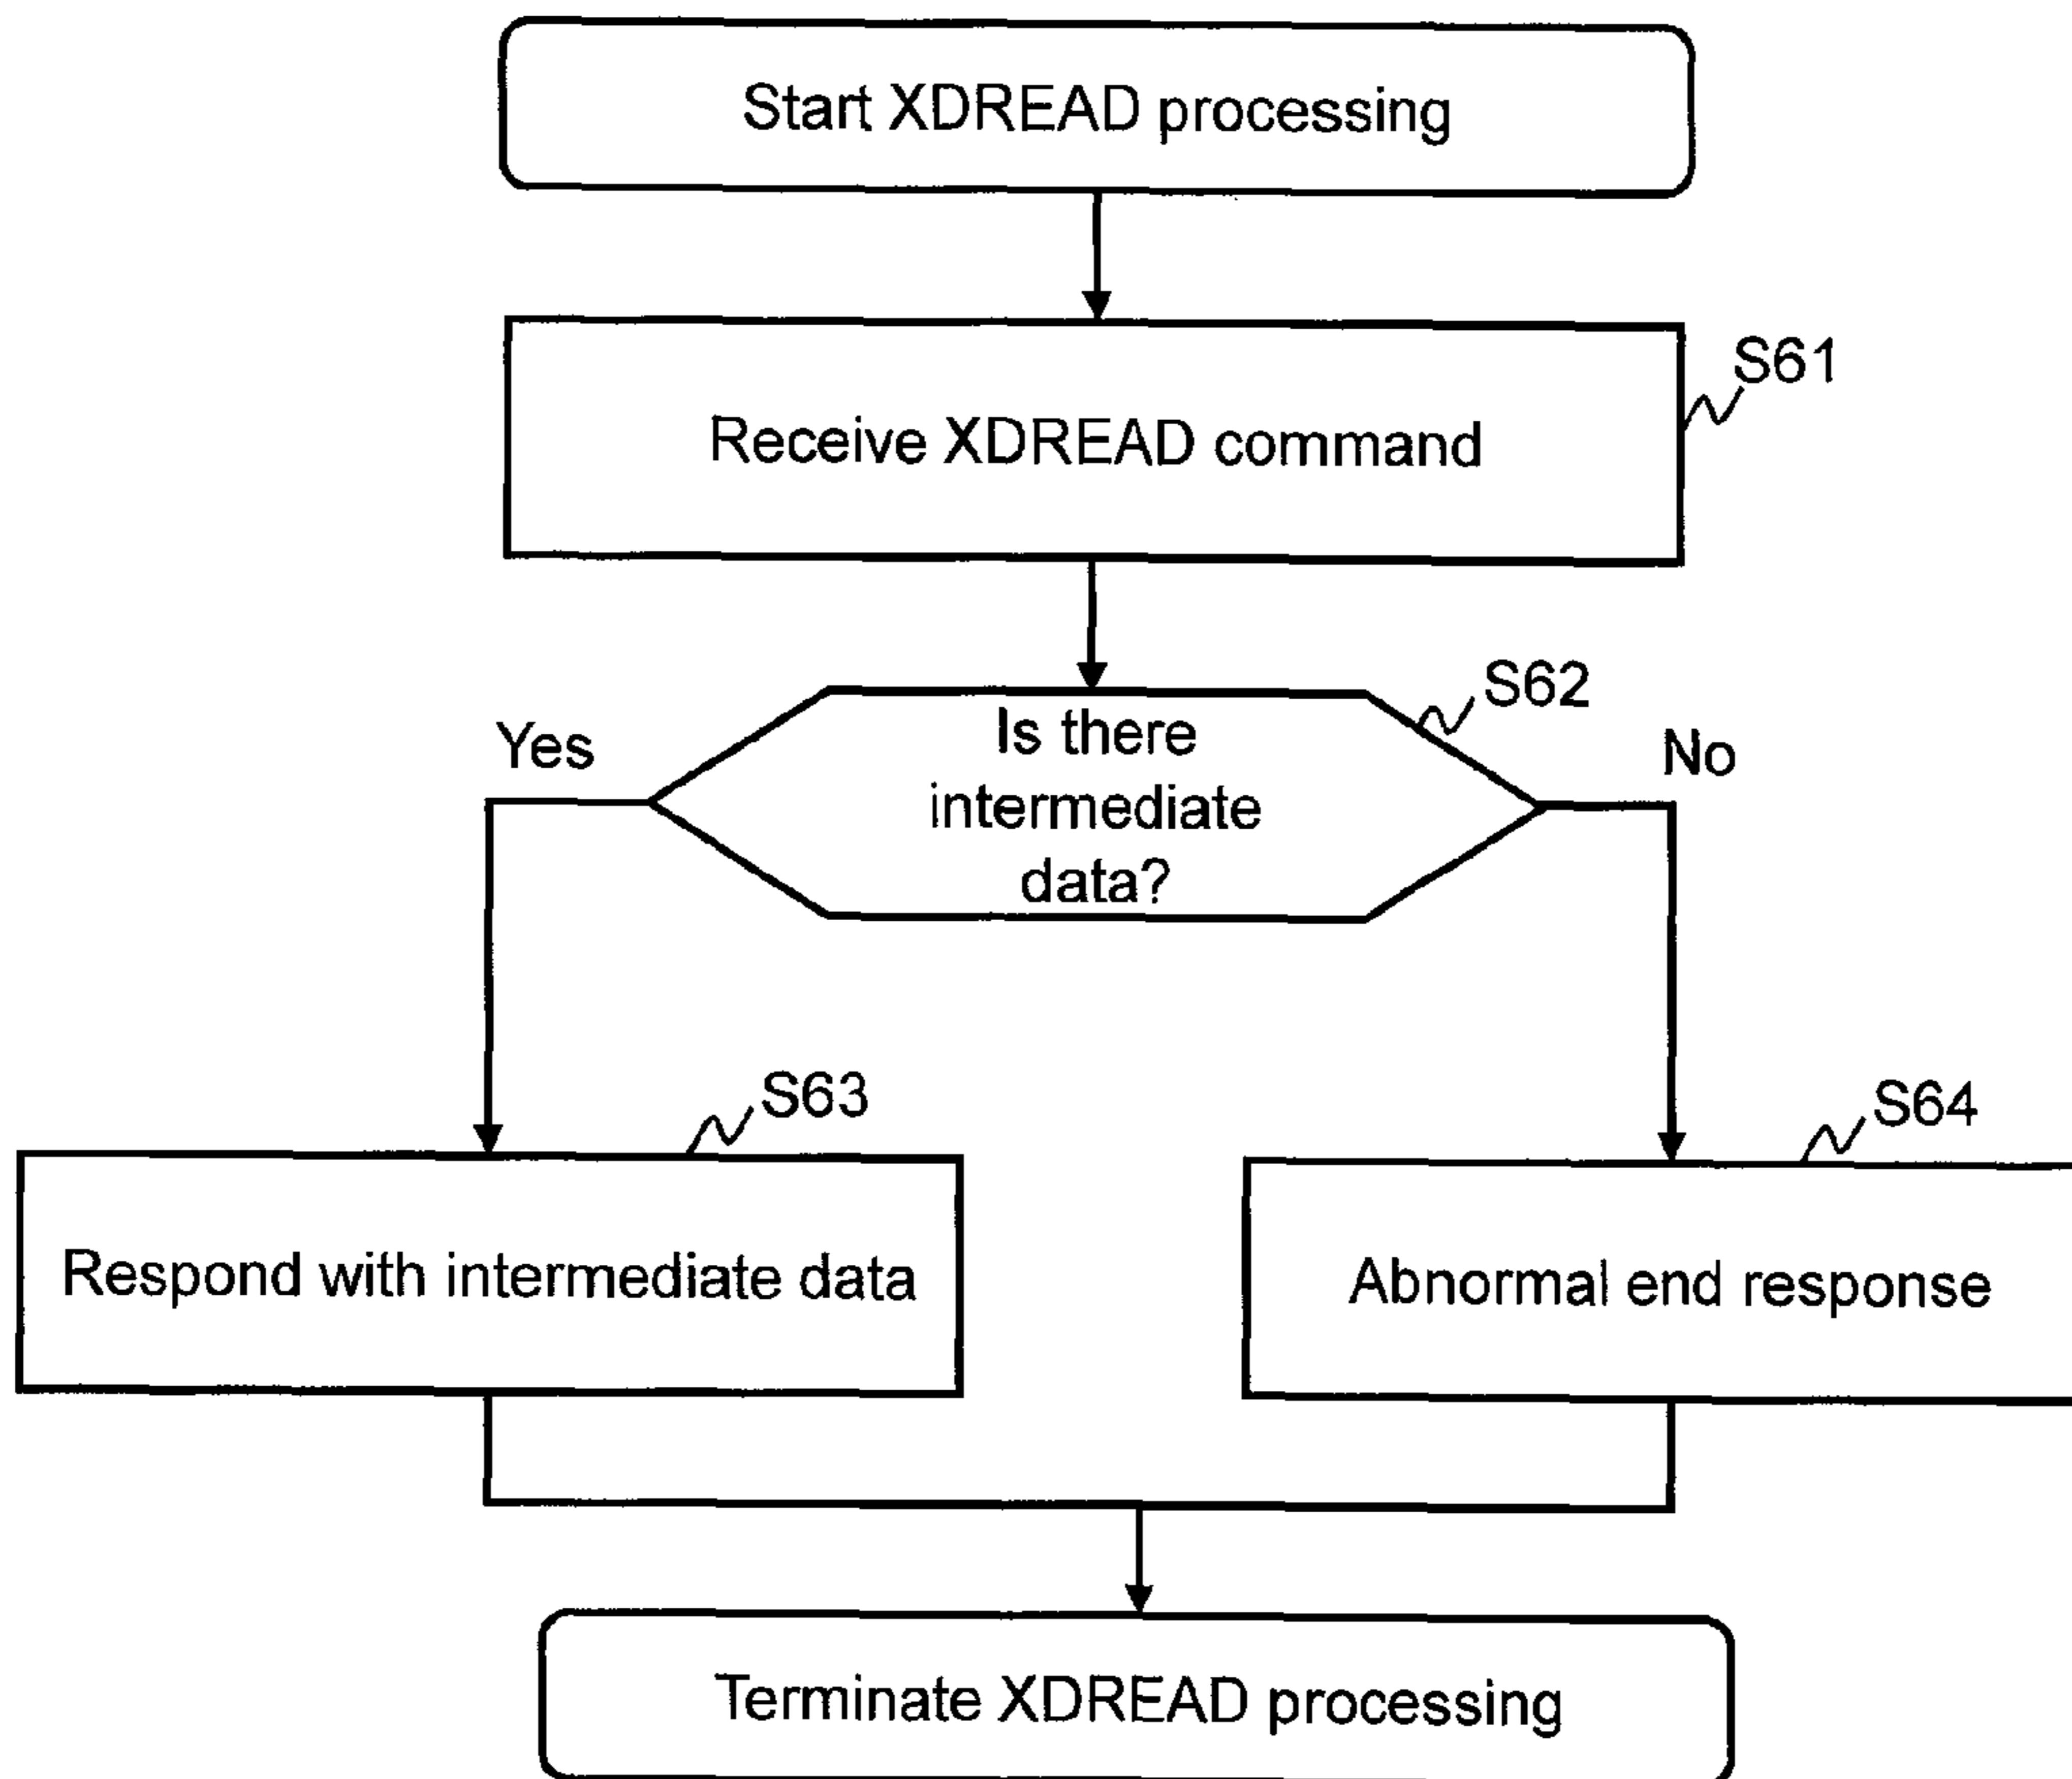 Start XDREAD processing
S61
Receive XDREAD command
S62
Yes
Is there
No
intermediate
data?
S63
S64
Respond with intermediate data
Abnormal end response
Terminate XDREAD processing